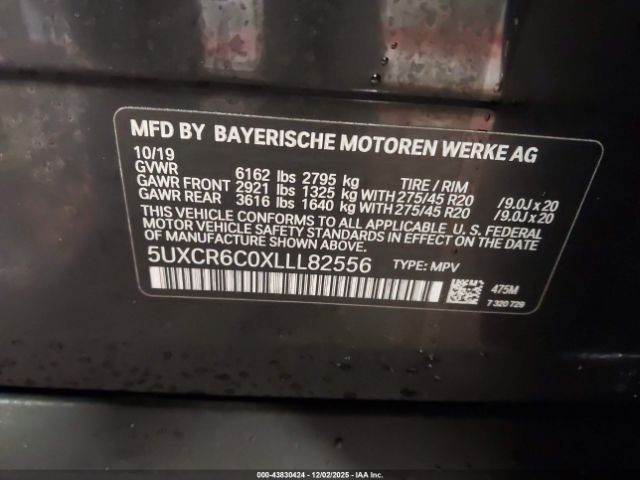 MFD BY BAYERISCHE MOTOREN WERKE AG
10/19
GVWR 6162 lbs 2795 kg TIRE / RIM
GAWR FRONT 2921 lbs 1325 kg WITH 275/45 R20 /9.0J x 20
GAWR REAR 3616 lbs 1640 kg WITH 275/45 R20 /9.0J x 20
THIS VEHICLE CONFORMS TO ALL APPLICABLE U.S. FEDERAL
MOTOR VEHICLE SAFETY STANDARDS IN EFFECT ON THE
DATE OF MANUFACTURE SHOWN ABOVE.
5UXCR6C0XLLL82556 TYPE: MPV
475M
7 320 729
000-43830424 - 12/02/2025 - IAAI.COM